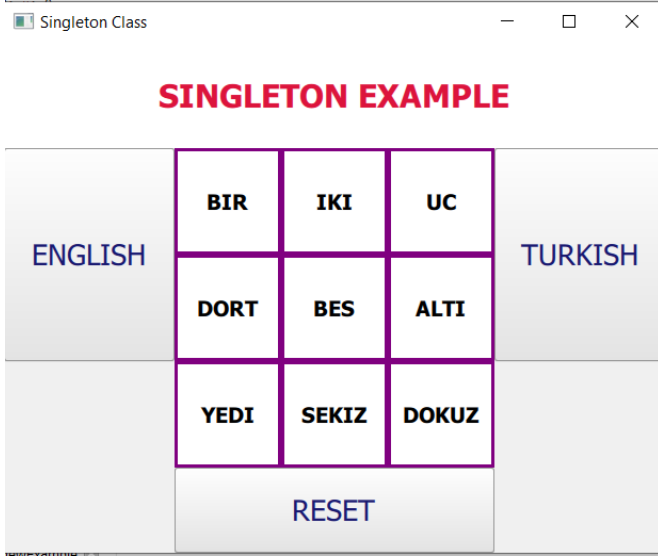 Singleton Class
SINGLETON EXAMPLE
BIR IKI UC
ENGLISH TURKISH
DORT BES ALTI
YEDI SEKIZ DOKUZ
RESET